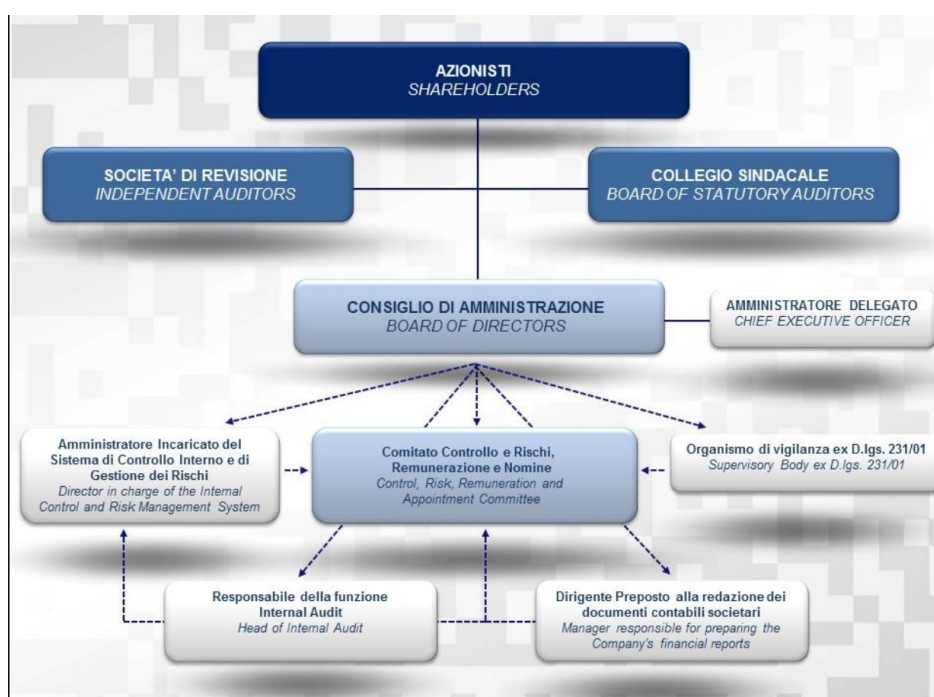 AZIONISTI
SHAREHOLDERS
SOCIETA' DI REVISIONE
INDEPENDENT AUDITORS
COLLEGIO SINDACALE
BOARD OF STATUTORY AUDITORS
CONSIGLIO DI AMMINISTRAZIONE
BOARD OF DIRECTORS
AMMINISTRATORE DELEGATO
CHIEF EXECUTIVE OFFICER
Amministratore Incaricato del
Sistema di Controllo Interno e di
Gestione dei Rischi
Director in charge of the Internal
Control and Risk Management System
Comitato Controllo e Rischi,
Remunerazione e Nomine
Control, Risk, Remuneration and
Appointment Committee
Organismo di vigilanza ex D.lgs. 231/01
Supervisory Body ex D.lgs. 231/01
Responsabile della funzione
Internal Audit
Head of Internal Audit
Dirigente Preposto alla redazione dei
documenti contabili societari
Manager responsible for preparing the
Company's financial reports